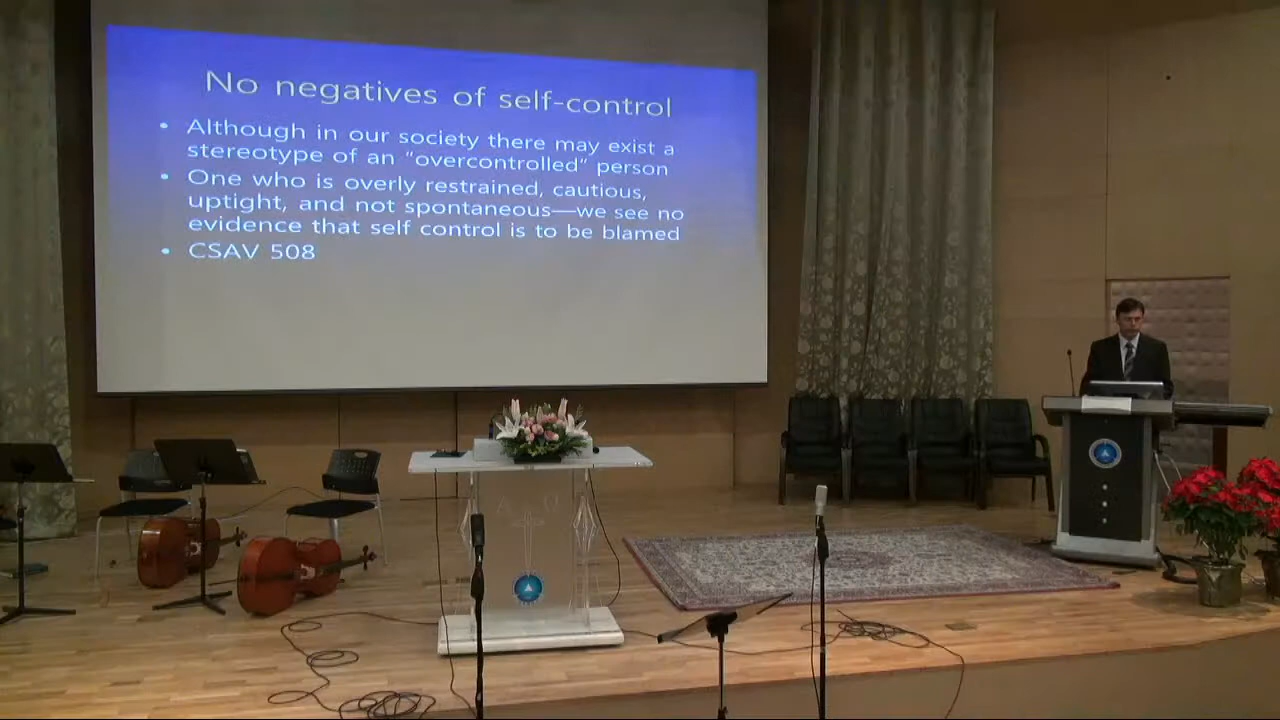 No negatives of self-control
• Although in our society there may exist a
stereotype of an "overcontrolled" person
• One who is overly restrained, cautious,
uptight, and not spontaneous—we see no
evidence that self control is to be blamed
• CSAV 508